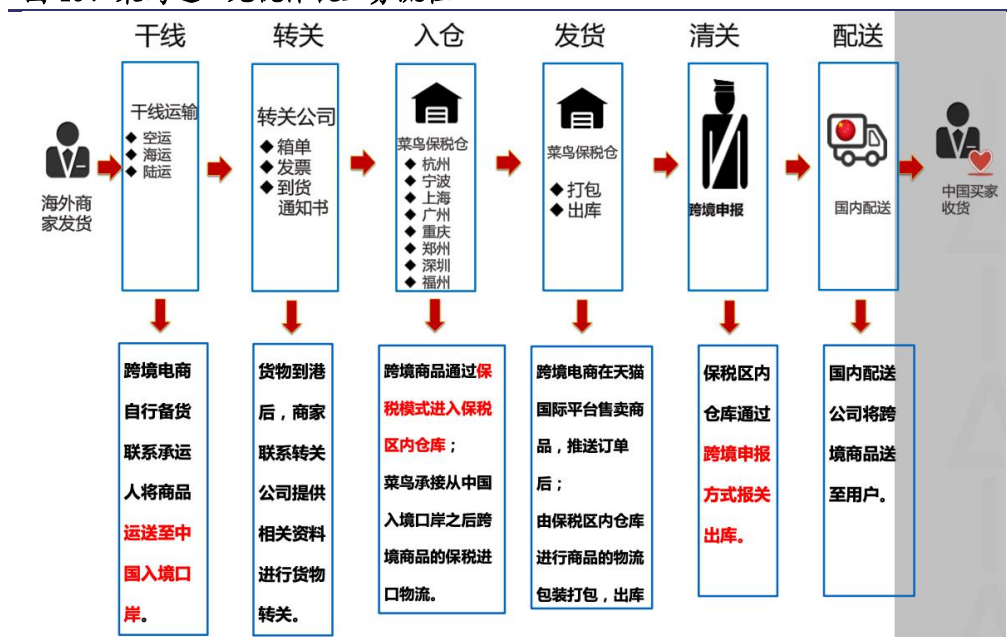 干线
转关
入仓
发货
清关
配送
海外商
家发货
干线运输
◆ 空运
◆ 海运
◆ 陆运
转关公司
◆ 箱单
◆ 发票
◆ 到货
通知书
菜鸟保税仓
◆ 杭州
◆ 宁波
◆ 上海
◆ 广州
◆ 重庆
◆ 郑州
◆ 深圳
◆ 福州
菜鸟保税仓
◆ 打包
◆ 出库
跨境申报
国内配送
中国买家
收货
跨境电商
自行备货
联系承运
人将商品
运送至中
国入境口
岸。
货物到港
后，商家
联系转关
公司提供
相关资料
进行货物
转关。
跨境商品通过保
税模式进入保税
区内仓库；
菜鸟承接从中国
入境口岸之后跨
境商品的保税进
口物流。
跨境电商在天猫
国际平台售卖商
品，推送订单
后；
由保税区内仓库
进行商品的物流
包装打包，出库
保税区内
仓库通过
跨境申报
方式报关
出库。
国内配送
公司将跨
境商品送
至用户。